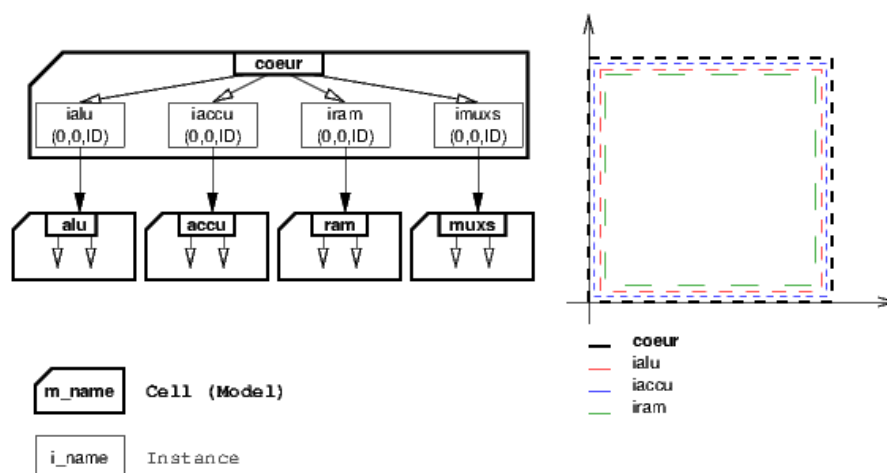 coeur
ialu
(0,0,ID)
iaccu
(0,0,ID)
iram
(0,0,ID)
imuxs
(0,0,ID)
alu
accu
ram
muxs
coeur
ialu
iaccu
iram
m_name Cell (Model)
i_name Instance